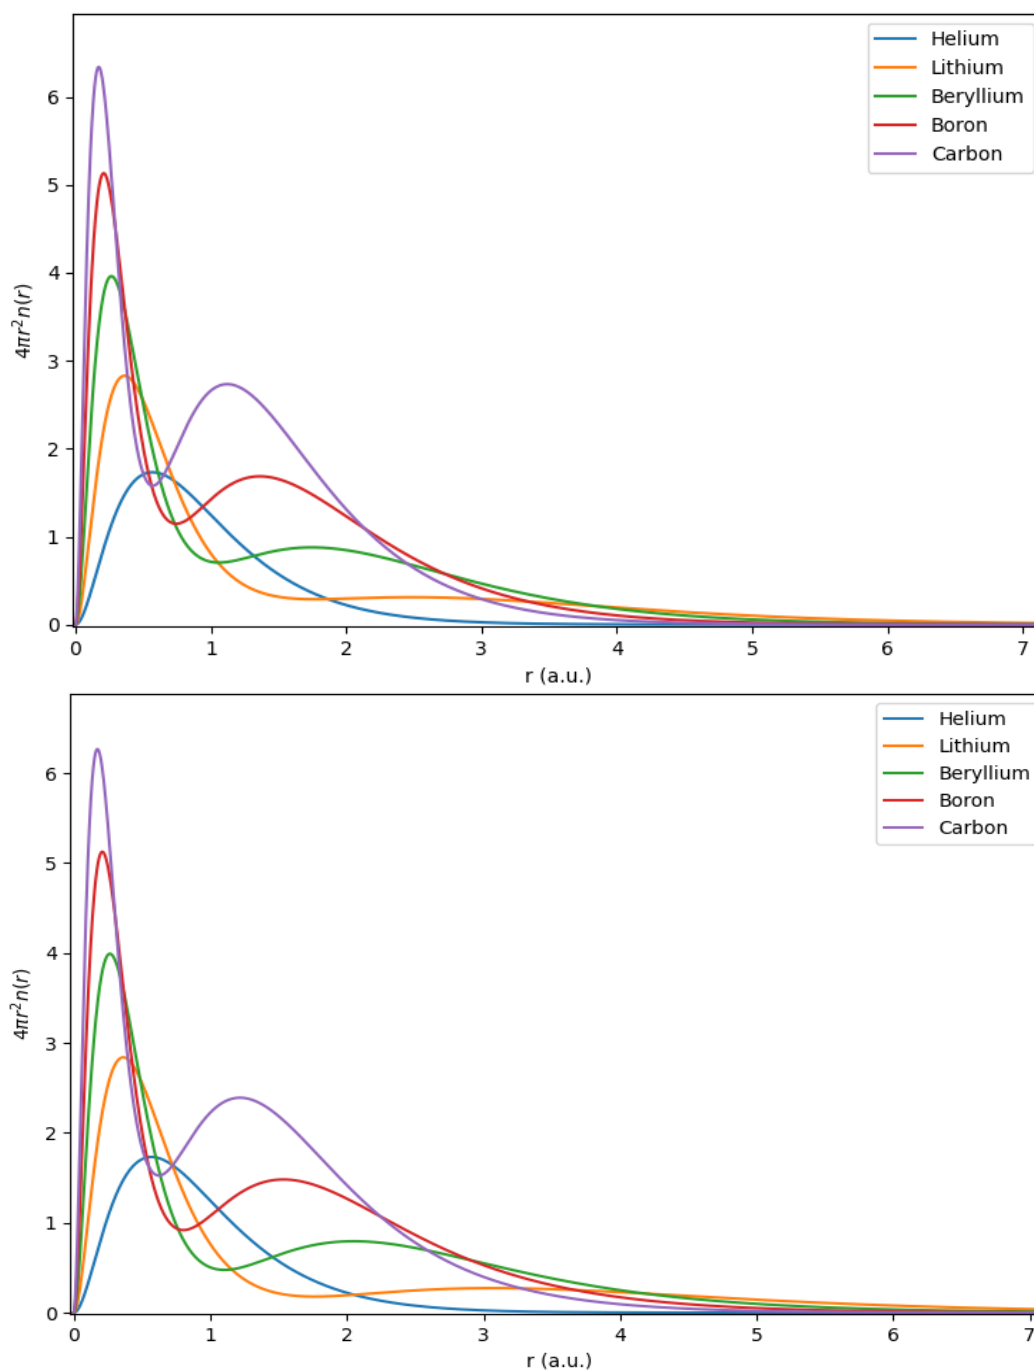 Helium
Lithium
Beryllium
Boron
Carbon
6
5
4
3
2
1
0
4πr²n(r)
0 1 2 3 4 5 6 7
r (a.u.)
Helium
Lithium
Beryllium
Boron
Carbon
6
5
4
3
2
1
0
4πr²n(r)
0 1 2 3 4 5 6 7
r (a.u.)